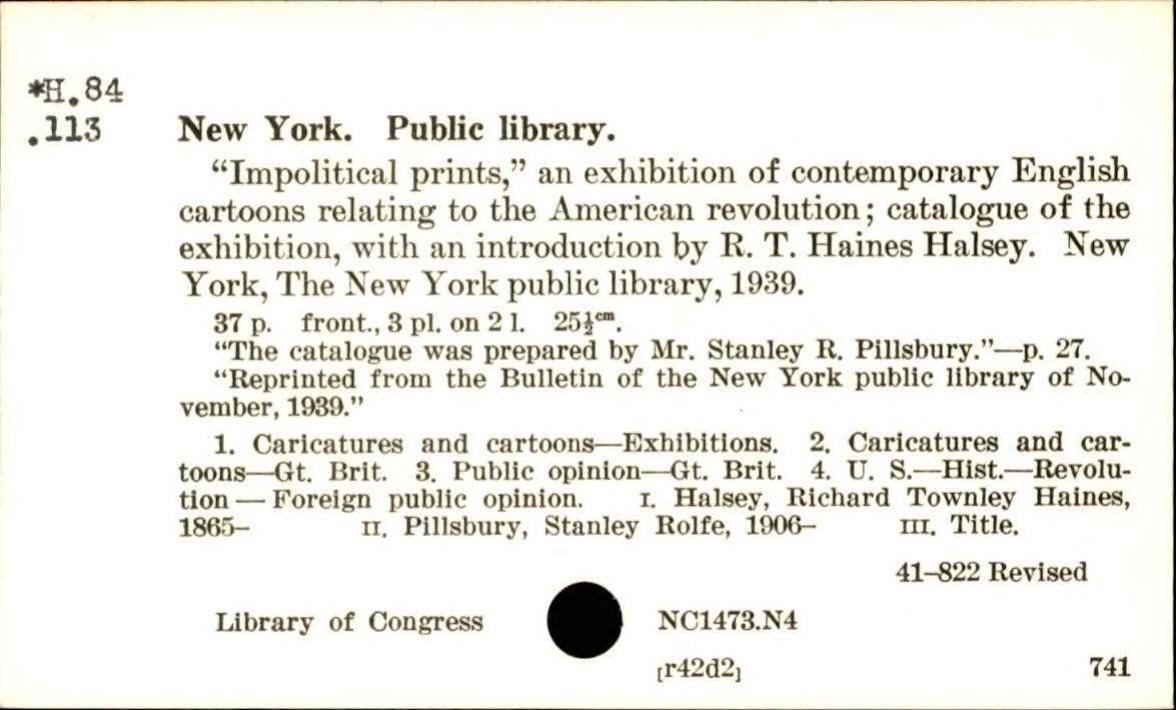 *H.84
.113 New York. Public library.
"Impolitical prints," an exhibition of contemporary English
cartoons relating to the American revolution; catalogue of the
exhibition, with an introduction by R. T. Haines Halsey. New
York, The New York public library, 1939.
37 p. front., 3 pl. on 2 l. 25½ᶜᵐ.
"The catalogue was prepared by Mr. Stanley R. Pillsbury."—p. 27.
"Reprinted from the Bulletin of the New York public library of No-
vember, 1939."
1. Caricatures and cartoons—Exhibitions. 2. Caricatures and car-
toons—Gt. Brit. 3. Public opinion—Gt. Brit. 4. U. S.—Hist.—Revolu-
tion — Foreign public opinion. I. Halsey, Richard Townley Haines,
1865– II. Pillsbury, Stanley Rolfe, 1906– III. Title.
41–822 Revised
Library of Congress NC1473.N4
[r42d2] 741